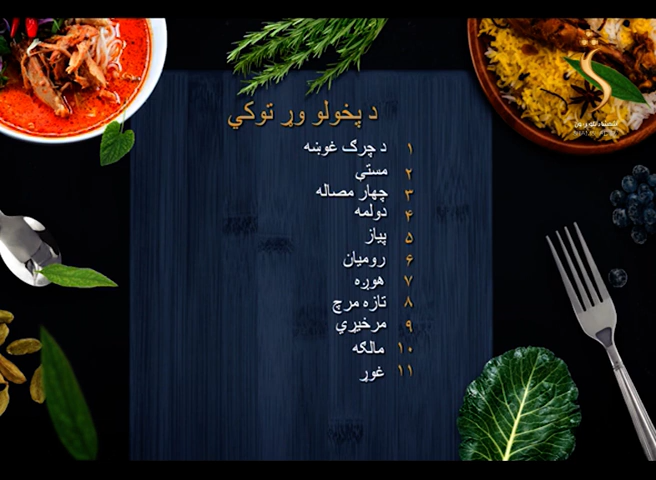 د پخولو وړ توکي
۱ د چرګ غوښه
۲ مستې
۳ چهار مصاله
۴ دولمه
۵ پیاز
۶ رومیان
۷ هوږه
۸ تازه مرچ
۹ مرخیړي
۱۰ مالګه
۱۱ غوړ